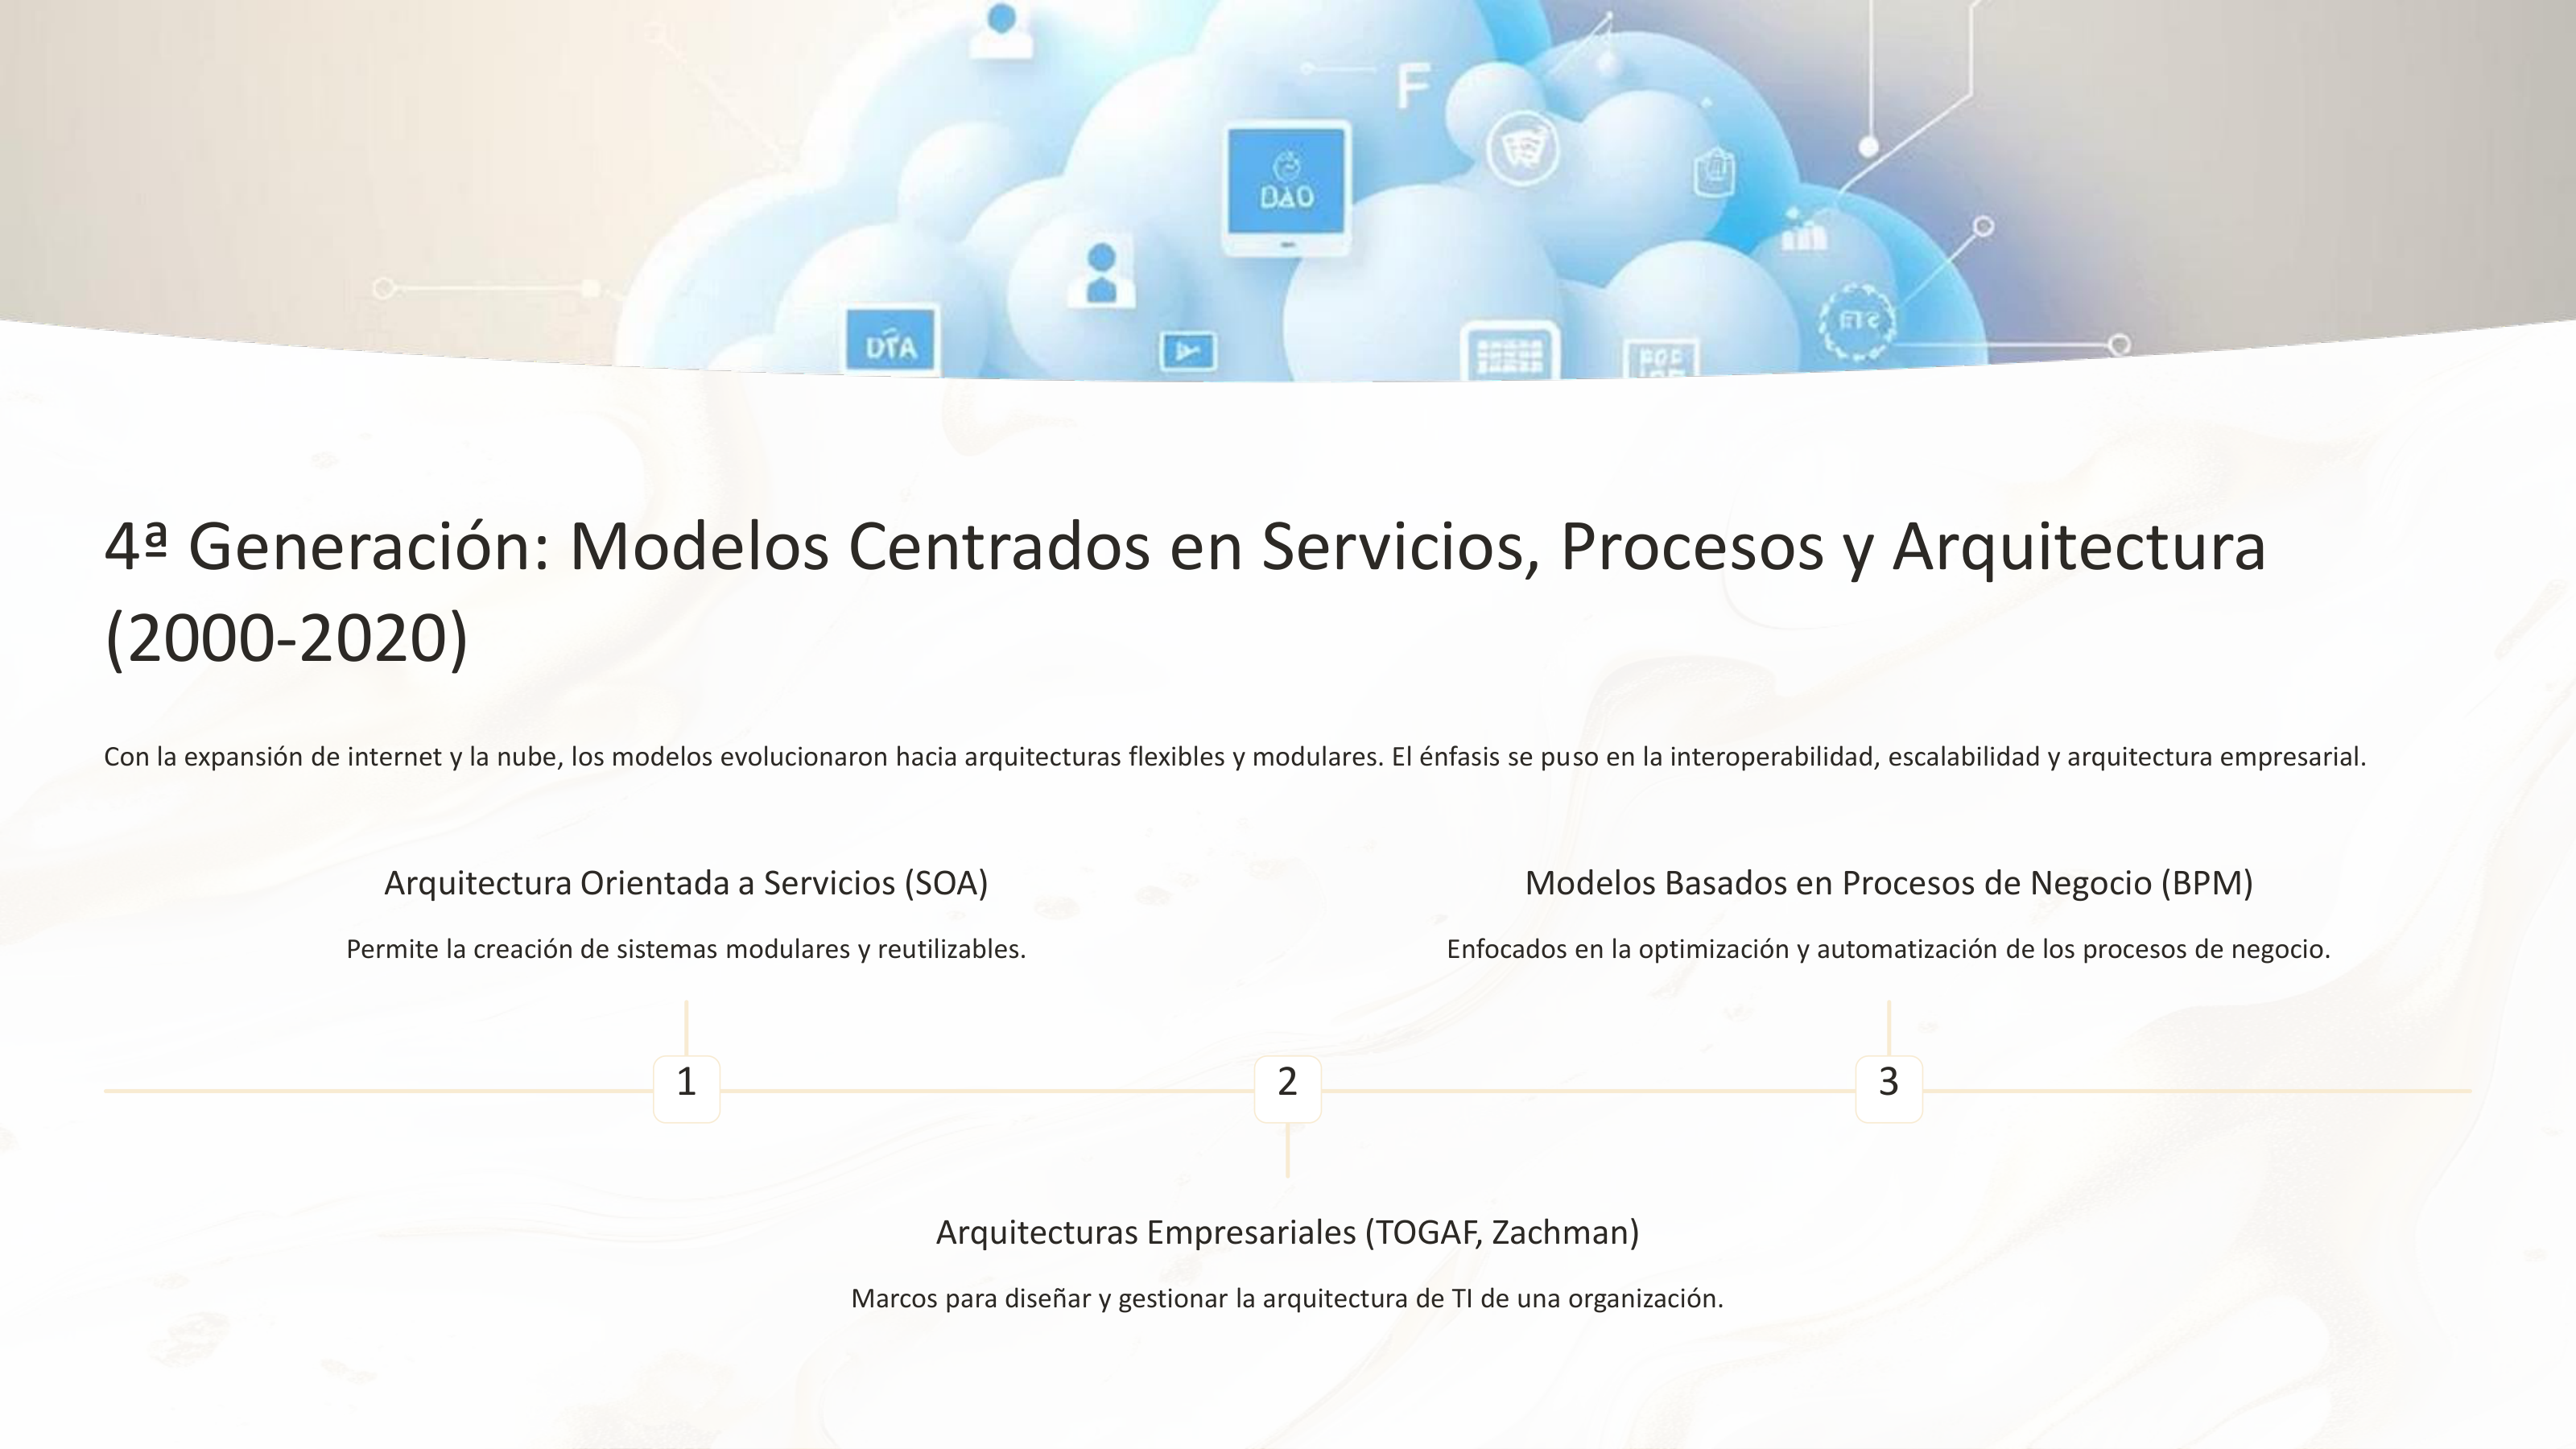 F
DAO
DTA
4ª Generación: Modelos Centrados en Servicios, Procesos y Arquitectura
(2000-2020)
Con la expansión de internet y la nube, los modelos evolucionaron hacia arquitecturas flexibles y modulares. El énfasis se puso en la interoperabilidad, escalabilidad y arquitectura empresarial.
Arquitectura Orientada a Servicios (SOA)
Permite la creación de sistemas modulares y reutilizables.
Modelos Basados en Procesos de Negocio (BPM)
Enfocados en la optimización y automatización de los procesos de negocio.
1
2
3
Arquitecturas Empresariales (TOGAF, Zachman)
Marcos para diseñar y gestionar la arquitectura de TI de una organización.